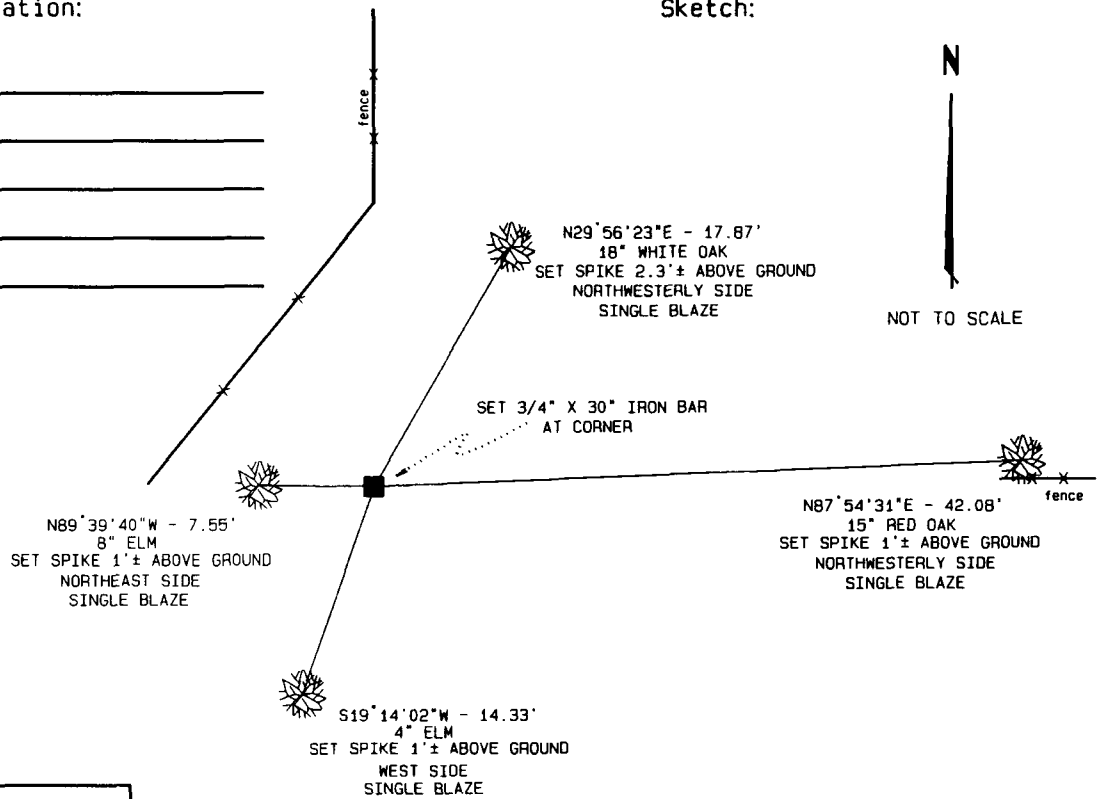 ation:
Sketch:
fence
N
NOT TO SCALE
N29°56'23"E - 17.87'
18" WHITE OAK
SET SPIKE 2.3'± ABOVE GROUND
NORTHWESTERLY SIDE
SINGLE BLAZE
SET 3/4" X 30" IRON BAR
AT CORNER
N89°39'40"W - 7.55'
8" ELM
SET SPIKE 1'± ABOVE GROUND
NORTHEAST SIDE
SINGLE BLAZE
fence
N87°54'31"E - 42.08'
15" RED OAK
SET SPIKE 1'± ABOVE GROUND
NORTHWESTERLY SIDE
SINGLE BLAZE
S19°14'02"W - 14.33'
4" ELM
SET SPIKE 1'± ABOVE GROUND
WEST SIDE
SINGLE BLAZE